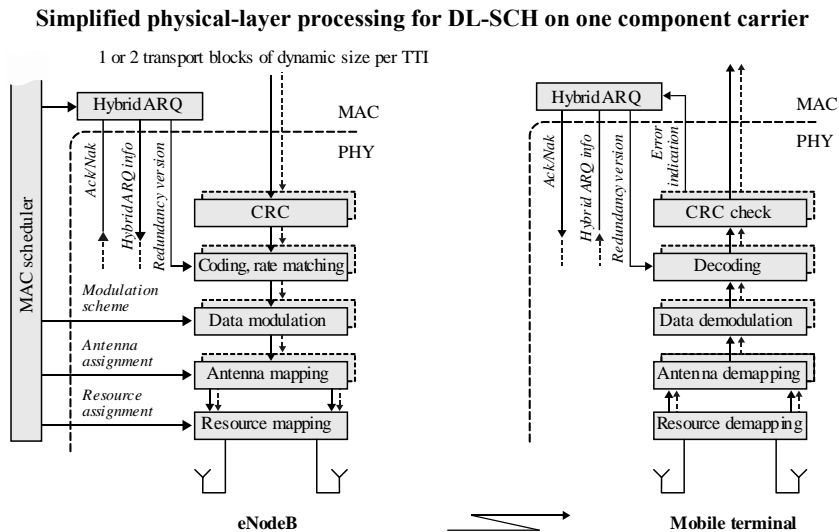 Simplified physical-layer processing for DL-SCH on one component carrier
1 or 2 transport blocks of dynamic size per TTI
MAC scheduler
Hybrid ARQ
MAC
PHY
Ack/Nak
Hybrid ARQ info
Redundancy version
CRC
Coding, rate matching
Modulation
scheme
Data modulation
Antenna
assignment
Antenna mapping
Resource
assignment
Resource mapping
eNodeB
Hybrid ARQ
MAC
PHY
Ack/Nak
Hybrid ARQ info
Redundancy version
Error
indication
CRC check
Decoding
Data demodulation
Antenna demapping
Resource demapping
Mobile terminal